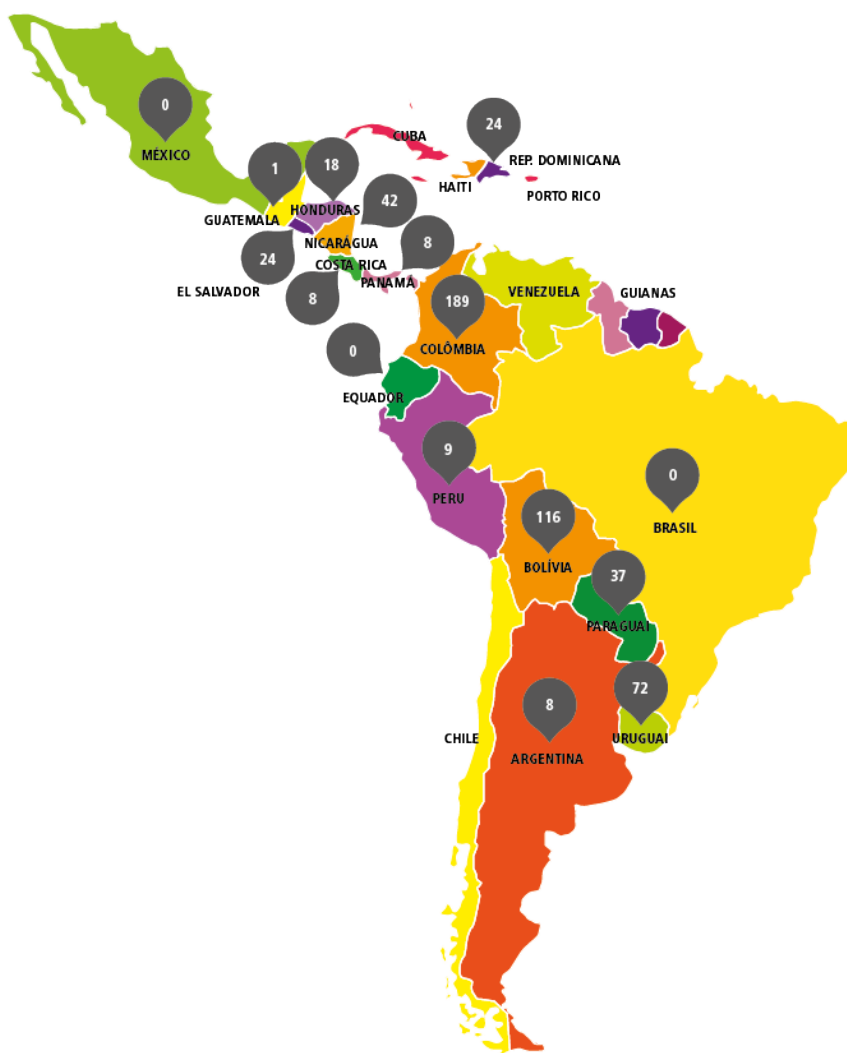 0
MÉXICO
CUBA
24
REP. DOMINICANA
HAITI
PORTO RICO
1
18
GUATEMALA
HONDURAS
42
NICARÁGUA
24
EL SALVADOR
COSTA RICA
8
8
PANAMÁ
VENEZUELA
GUIANAS
189
COLÔMBIA
0
EQUADOR
9
PERU
0
BRASIL
116
BOLÍVIA
37
PARAGUAI
72
URUGUAI
8
ARGENTINA
CHILE